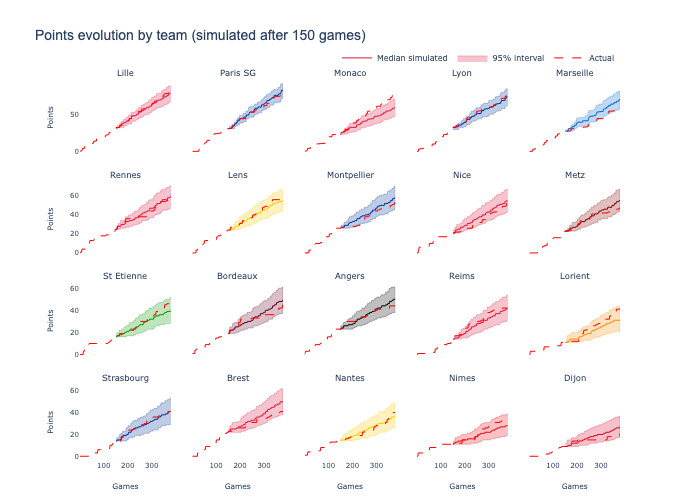 Points evolution by team (simulated after 150 games)
Median simulated 95% interval Actual
Lille Paris SG Monaco Lyon Marseille
Points
50
0
Rennes Lens Montpellier Nice Metz
Points
60
40
20
0
St Etienne Bordeaux Angers Reims Lorient
Points
60
40
20
0
Strasbourg Brest Nantes Nimes Dijon
Points
60
40
20
0
100 200 300 100 200 300 100 200 300 100 200 300 100 200 300
Games Games Games Games Games